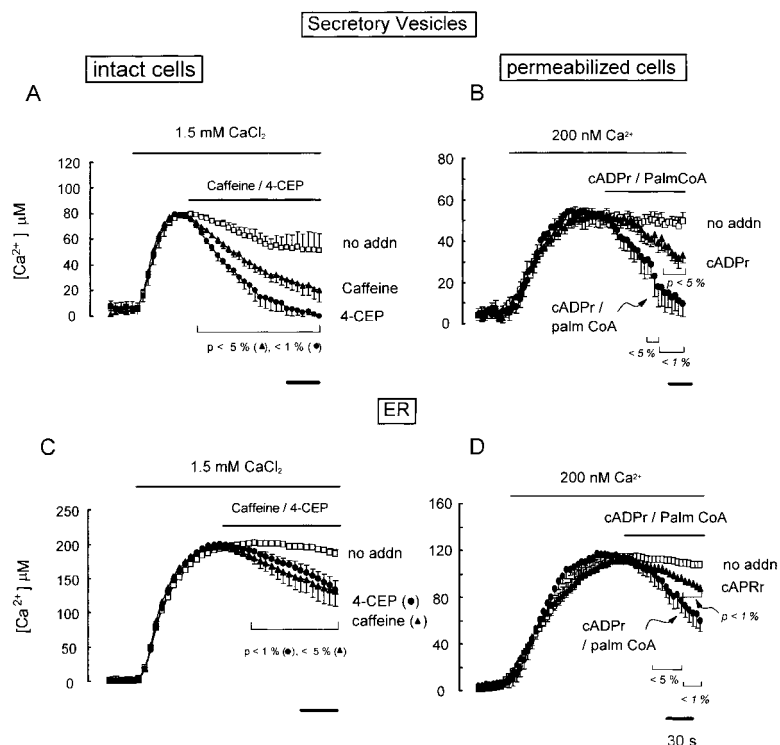 Secretory Vesicles
intact cells
permeabilized cells
A
1.5 mM CaCl₂
120
100
80
60
40
20
0
[Ca²⁺] μM
Caffeine / 4-CEP
no addn
Caffeine
4-CEP
p < 5 % (▲), < 1 % (●)
B
200 nM Ca²⁺
80
60
40
20
0
cADPr / PalmCoA
no addn
cADPr
p < 5 %
cADPr /
palm CoA
< 5 %
< 1 %
ER
C
1.5 mM CaCl₂
250
200
150
100
50
0
[Ca²⁺] μM
Caffeine / 4-CEP
no addn
4-CEP (●)
caffeine (▲)
p < 1 % (●), < 5 % (▲)
D
200 nM Ca²⁺
160
120
80
40
0
cADPr / Palm CoA
no addn
cAPRr
p < 1 %
cADPr
/ palm CoA
< 5 %
< 1 %
30 s